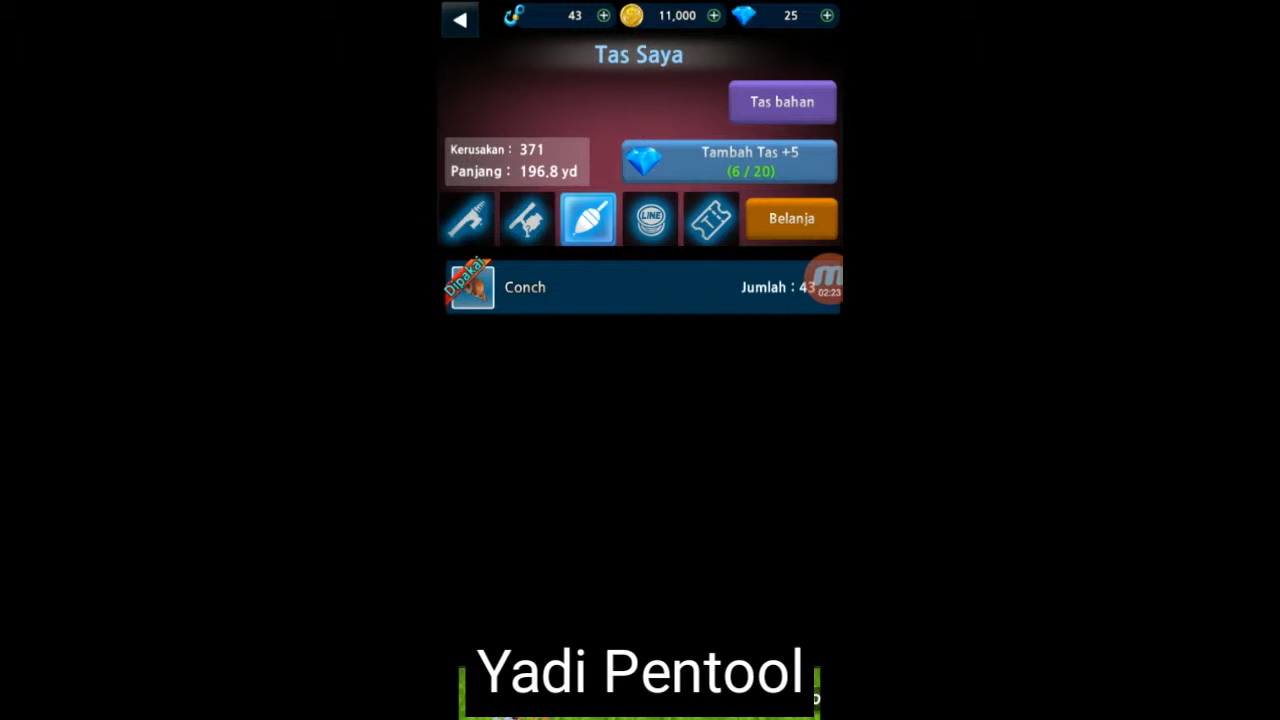 43 11,000 25
Tas Saya
Tas bahan
Kerusakan : 371
Panjang : 196.8 yd
Tambah Tas +5
(6 / 20)
LINE
Belanja
Dipakai
Conch
Jumlah : 43
02:23
Yadi Pentool